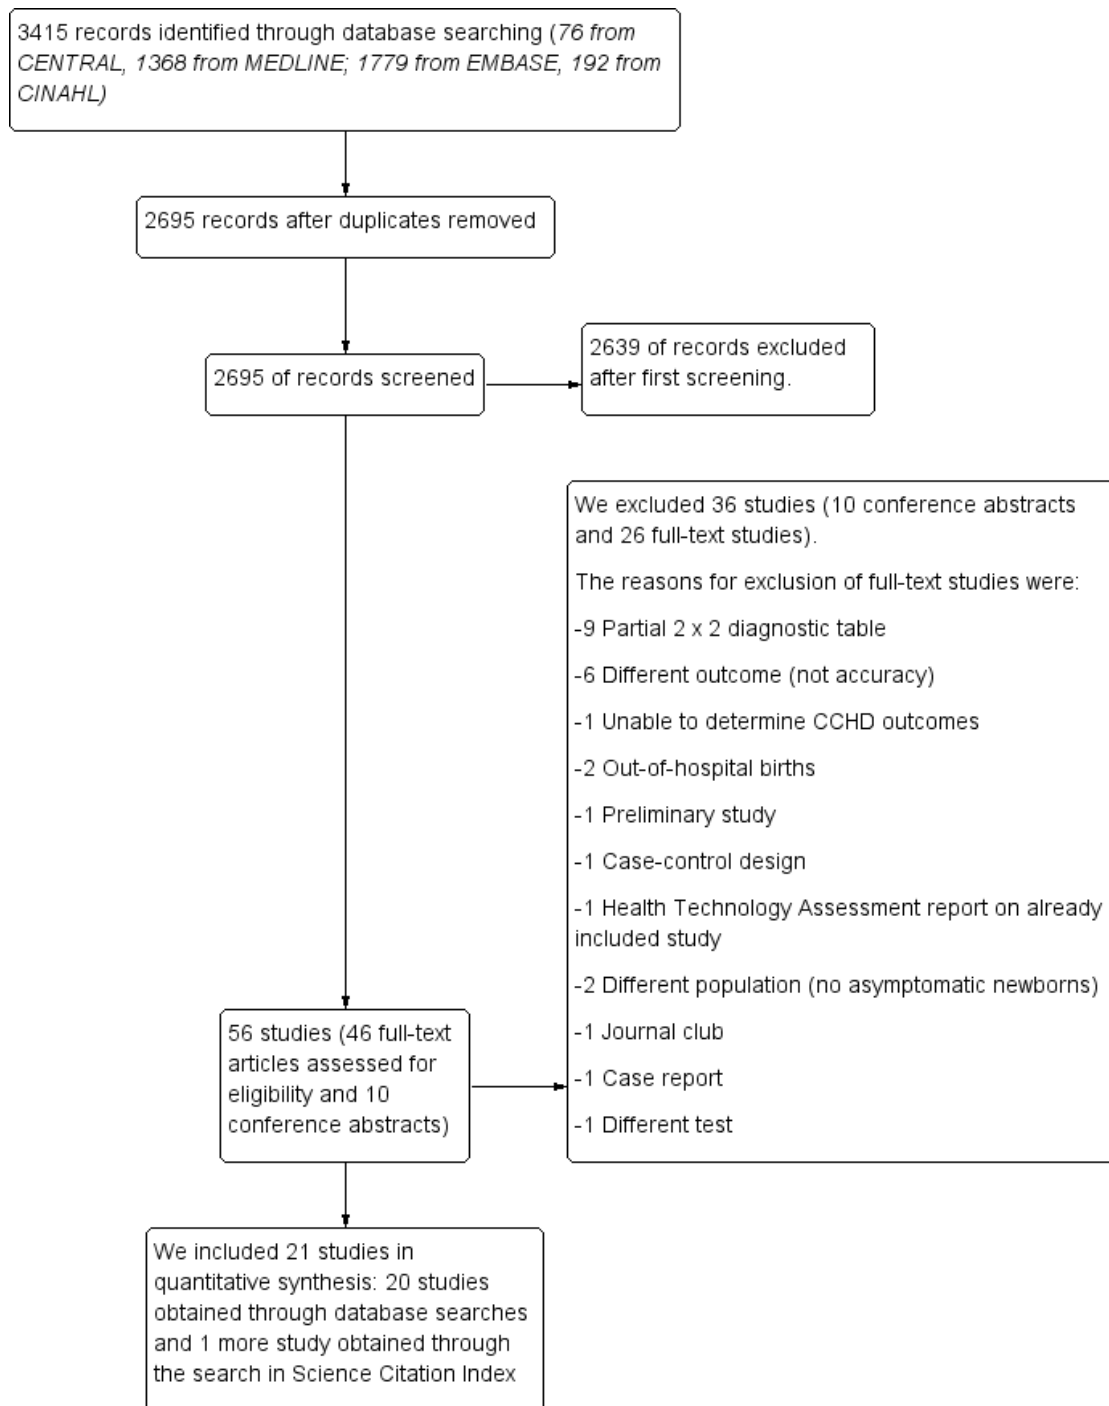 3415 records identified through database searching (76 from
CENTRAL, 1368 from MEDLINE; 1779 from EMBASE, 192 from
CINAHL)
2695 records after duplicates removed
2695 of records screened
2639 of records excluded
after first screening.
We excluded 36 studies (10 conference abstracts
and 26 full-text studies).
The reasons for exclusion of full-text studies were:
-9 Partial 2 x 2 diagnostic table
-6 Different outcome (not accuracy)
-1 Unable to determine CCHD outcomes
-2 Out-of-hospital births
-1 Preliminary study
-1 Case-control design
-1 Health Technology Assessment report on already
included study
-2 Different population (no asymptomatic newborns)
-1 Journal club
-1 Case report
-1 Different test
56 studies (46 full-text
articles assessed for
eligibility and 10
conference abstracts)
We included 21 studies in
quantitative synthesis: 20 studies
obtained through database searches
and 1 more study obtained through
the search in Science Citation Index